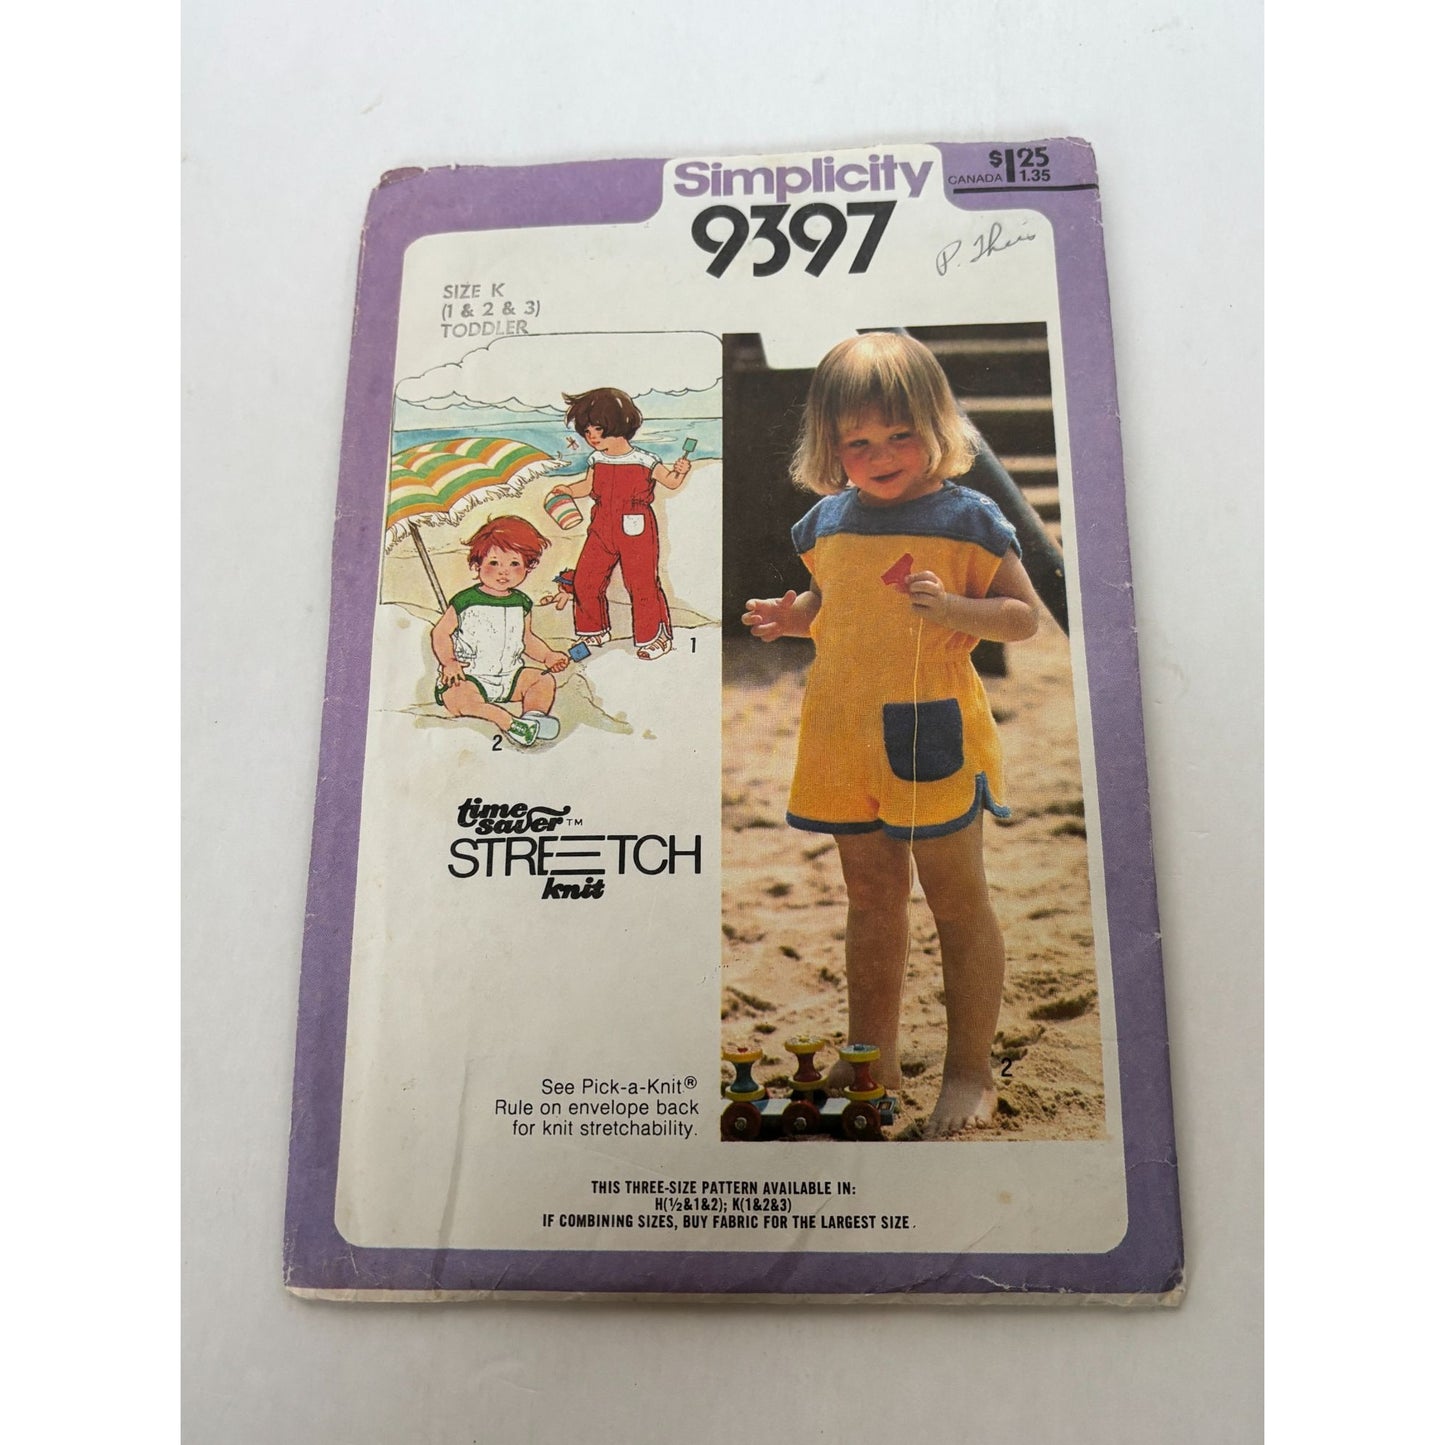 Simplicity
$1.25
CANADA 1.35
9397
SIZE K
(1 & 2 & 3)
TODDLER
1
2
time
saver™
STRETCH
knit
See Pick-a-Knit®
Rule on envelope back
for knit stretchability.
2
THIS THREE-SIZE PATTERN AVAILABLE IN:
H(½&1&2); K(1&2&3)
IF COMBINING SIZES, BUY FABRIC FOR THE LARGEST SIZE.